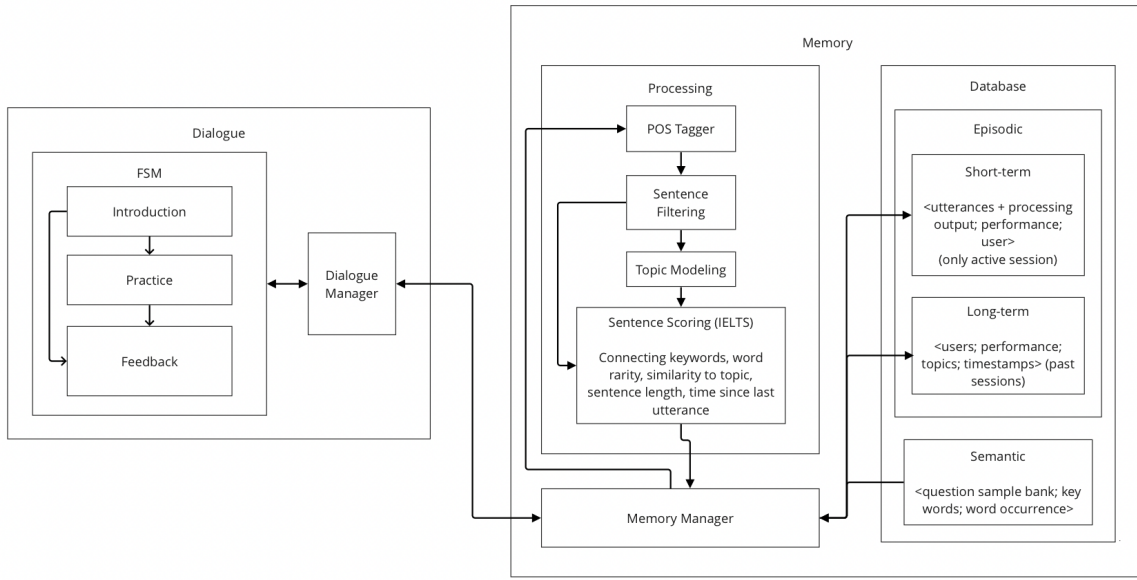 Memory
Processing
Database
POS Tagger
Episodic
Dialogue
Short-term
FSM
Sentence
Filtering
Introduction
<utterances + processing
output; performance;
user>
(only active session)
Practice
Dialogue
Manager
Topic Modeling
Sentence Scoring (IELTS)
Long-term
Feedback
Connecting keywords, word
rarity, similarity to topic,
sentence length, time since last
utterance
<users; performance;
topics; timestamps> (past
sessions)
Semantic
<question sample bank; key
words; word occurrence>
Memory Manager